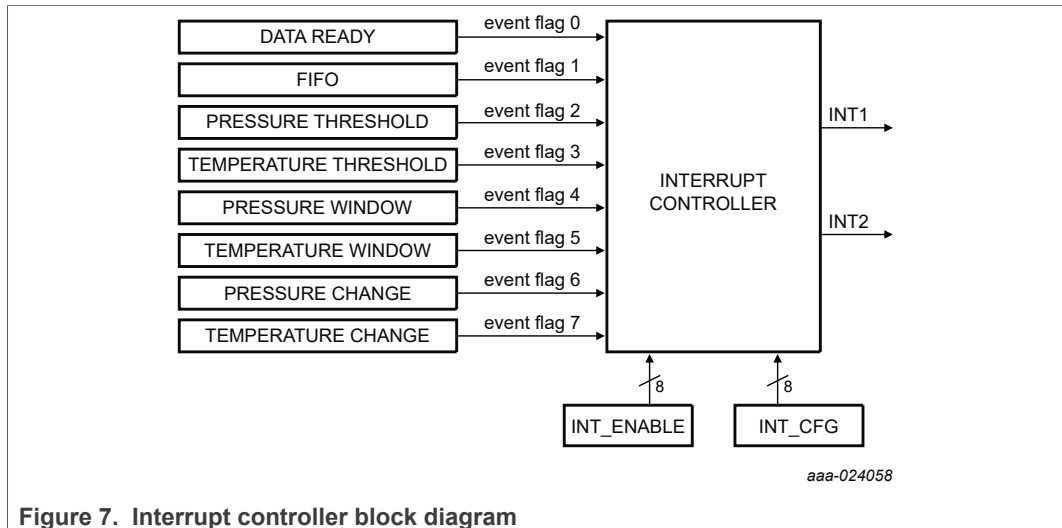 DATA READY
event flag 0
FIFO
event flag 1
PRESSURE THRESHOLD
event flag 2
TEMPERATURE THRESHOLD
event flag 3
PRESSURE WINDOW
event flag 4
TEMPERATURE WINDOW
event flag 5
PRESSURE CHANGE
event flag 6
TEMPERATURE CHANGE
event flag 7
INTERRUPT
CONTROLLER
INT1
INT2
8
8
INT_ENABLE
INT_CFG
aaa-024058
Figure 7. Interrupt controller block diagram